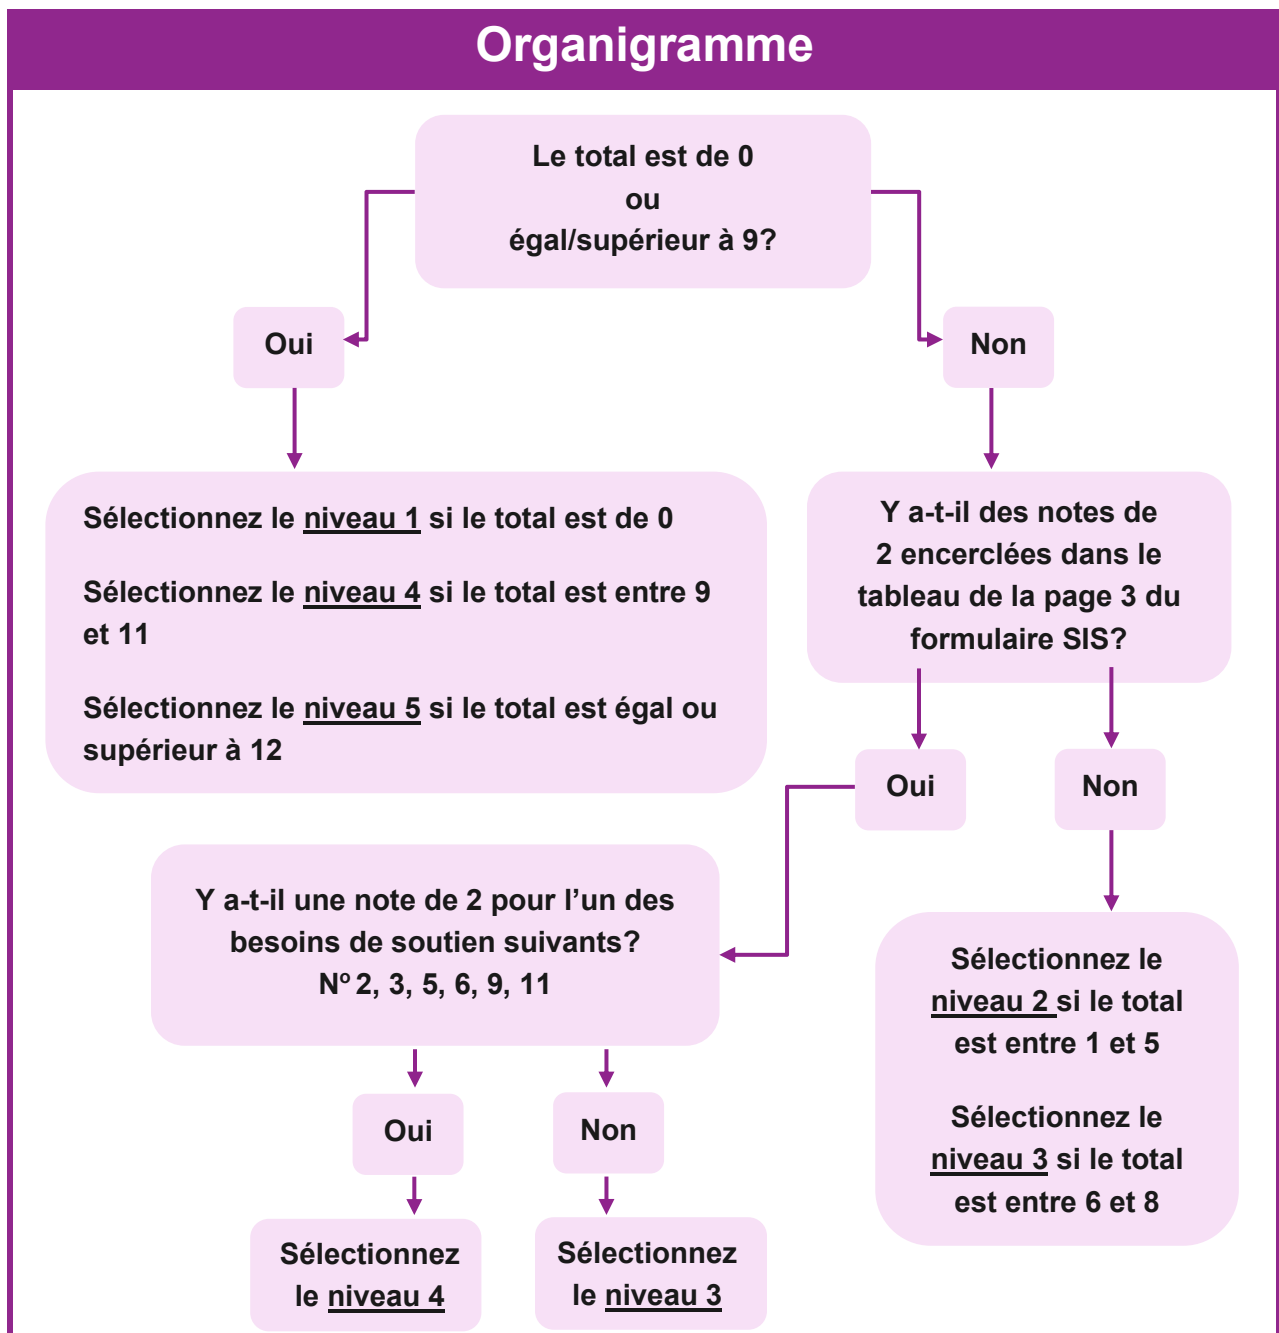 Organigramme
Le total est de 0
ou
égal/supérieur à 9?
Oui
Non
Sélectionnez le niveau 1 si le total est de 0
Sélectionnez le niveau 4 si le total est entre 9
et 11
Sélectionnez le niveau 5 si le total est égal ou
supérieur à 12
Y a-t-il des notes de
2 encerclées dans le
tableau de la page 3 du
formulaire SIS?
Oui
Non
Y a-t-il une note de 2 pour l’un des
besoins de soutien suivants?
Nº 2, 3, 5, 6, 9, 11
Sélectionnez le
niveau 2 si le total
est entre 1 et 5
Sélectionnez le
niveau 3 si le total
est entre 6 et 8
Oui
Non
Sélectionnez
le niveau 4
Sélectionnez
le niveau 3